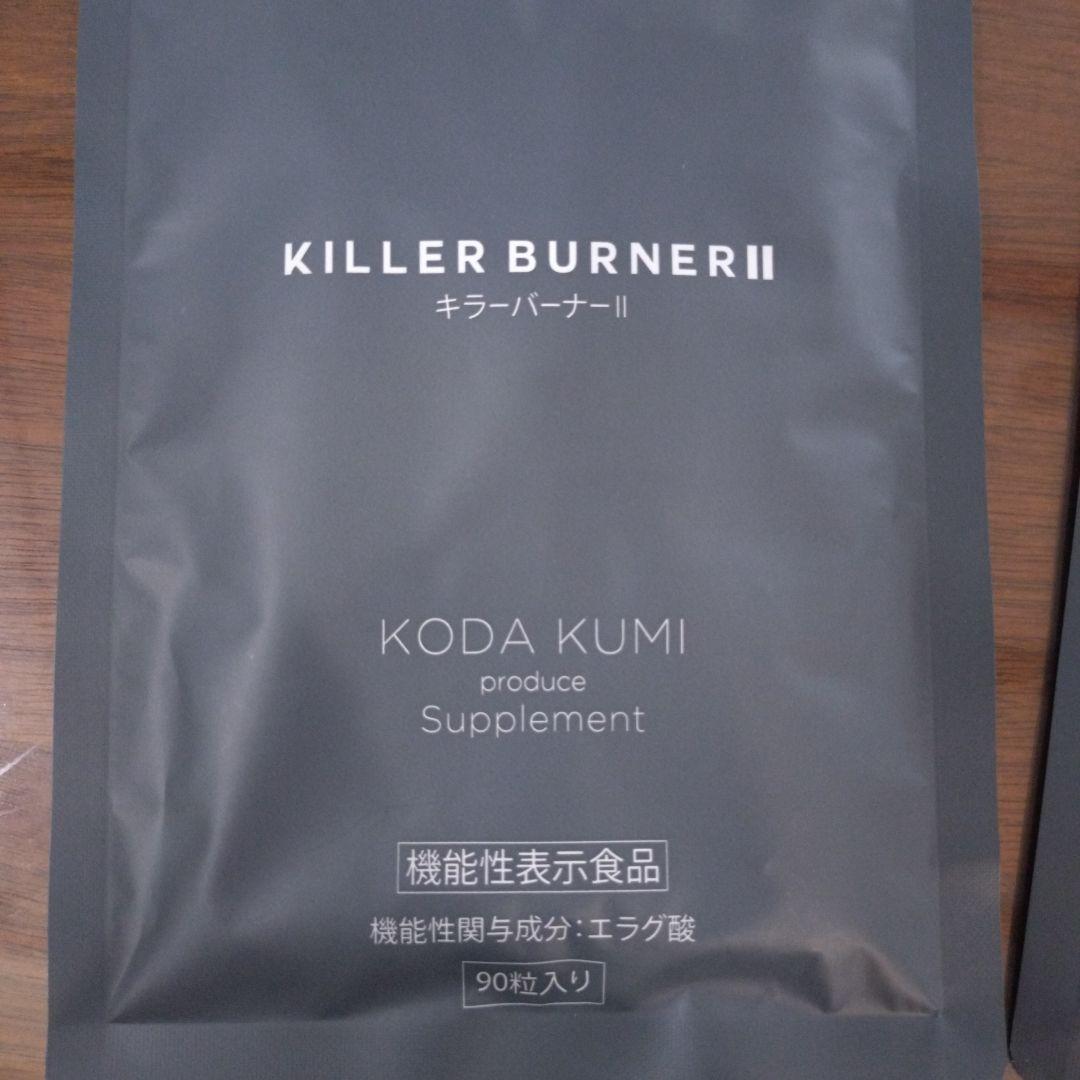 KILLER BURNERⅡ
キラーバーナーⅡ
KODA KUMI
produce
Supplement
機能性表示食品
機能性関与成分：エラグ酸
90粒入り